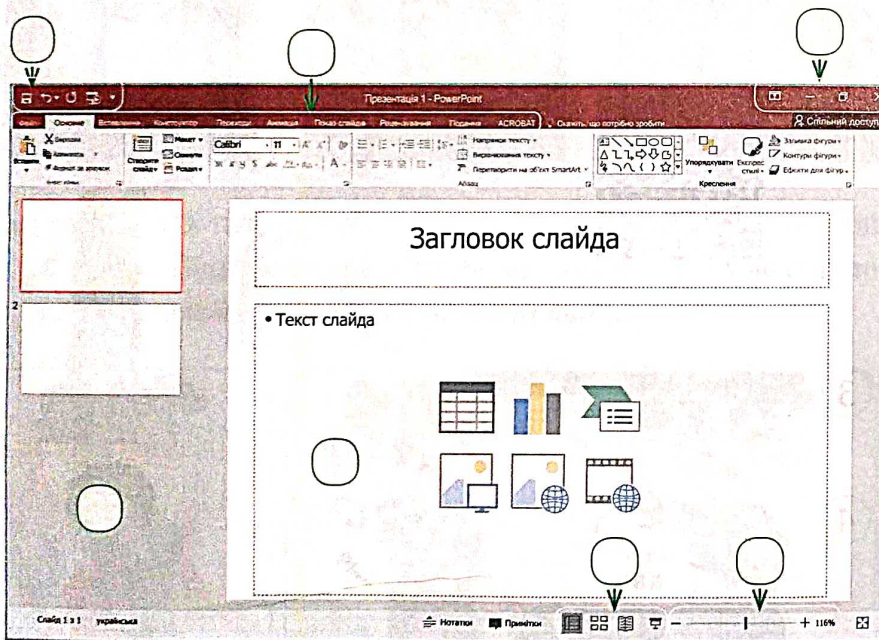 Презентація 1 - PowerPoint
Файл Основне Вставлення Конструктор Переходи Анімація Показ слайдів Рецензування Подання ACROBAT Скажіть, що потрібно зробити
Спільний доступ
Вставити
Вирізати
Створити слайд
Макет
Скинути
Розділ
Calibri 11
Напрямок тексту
Вирівнювання тексту
Перетворити на об'єкт SmartArt
Абзац
Упорядкувати
Експрес стилі
Заливка фігури
Контури фігури
Ефекти для фігур
Креслення
2
Загловок слайда
• Текст слайда
Слайд 1 з 1 українська
Нотатки Примітки
116%